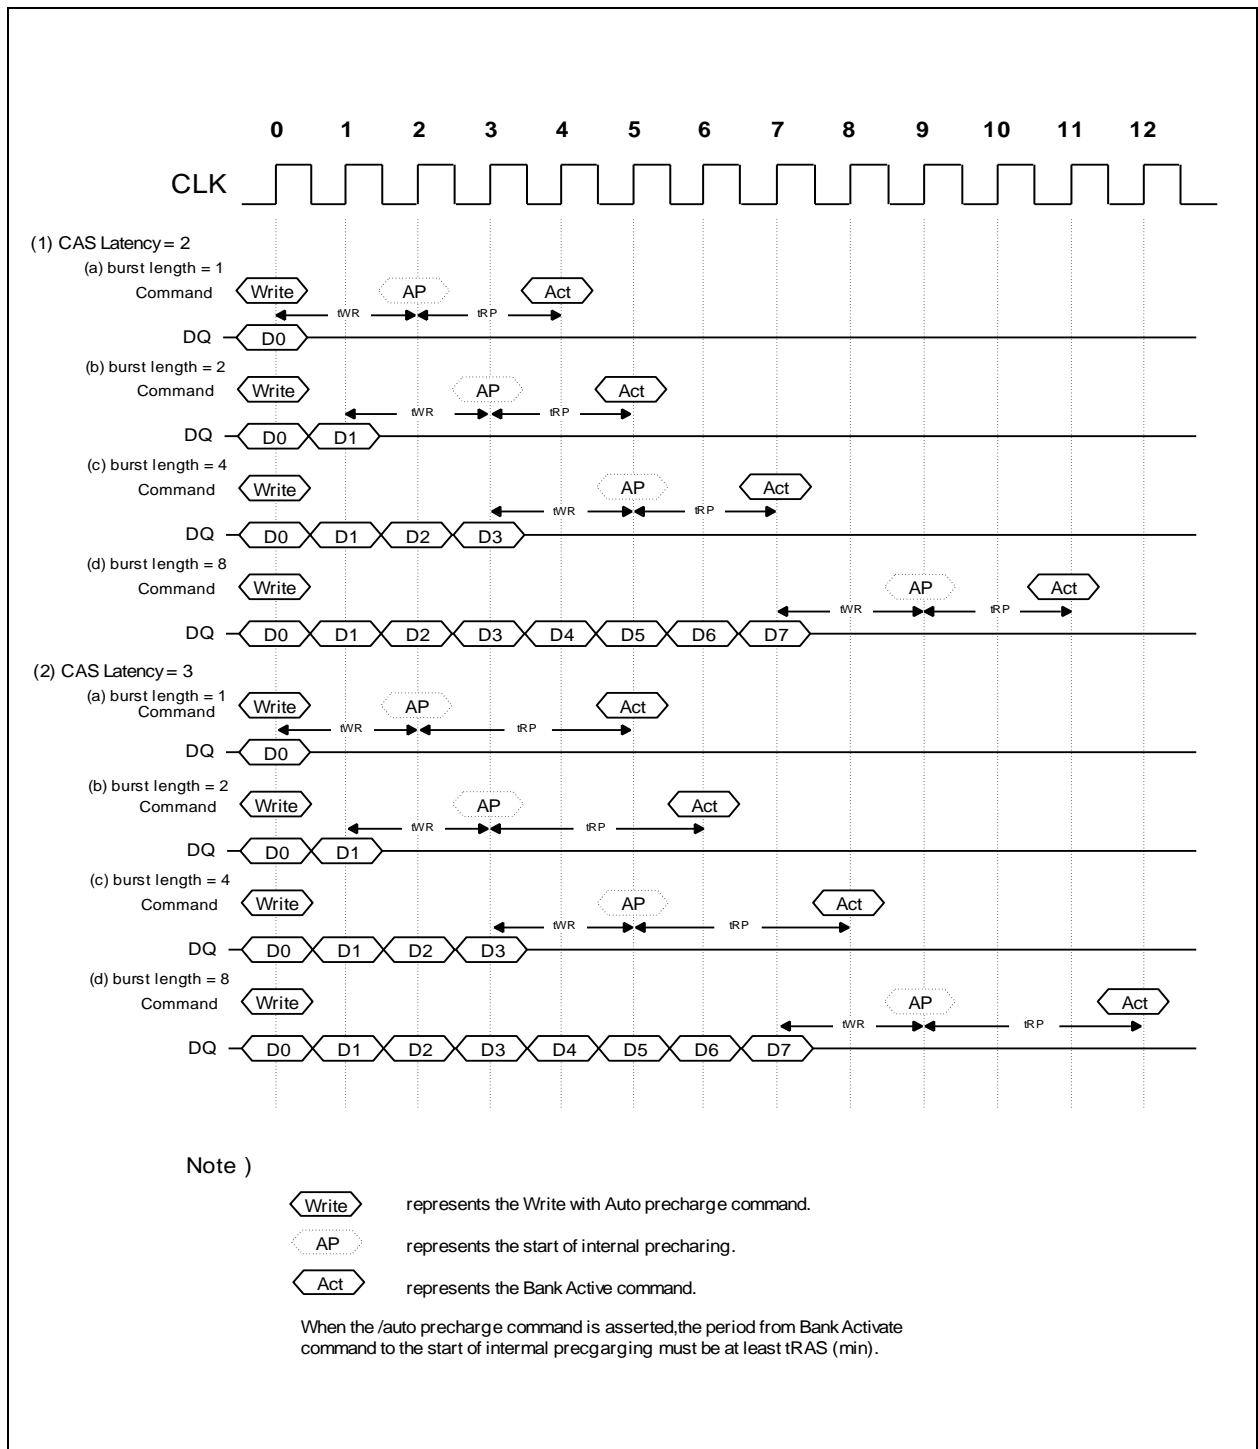 0 1 2 3 4 5 6 7 8 9 10 11 12
CLK
(1) CAS Latency = 2
(a) burst length = 1
Command Write AP Act
tWR tRP
DQ D0
(b) burst length = 2
Command Write AP Act
tWR tRP
DQ D0 D1
(c) burst length = 4
Command Write AP Act
tWR tRP
DQ D0 D1 D2 D3
(d) burst length = 8
Command Write AP Act
tWR tRP
DQ D0 D1 D2 D3 D4 D5 D6 D7
(2) CAS Latency = 3
(a) burst length = 1
Command Write AP Act
tWR tRP
DQ D0
(b) burst length = 2
Command Write AP Act
tWR tRP
DQ D0 D1
(c) burst length = 4
Command Write AP Act
tWR tRP
DQ D0 D1 D2 D3
(d) burst length = 8
Command Write AP Act
tWR tRP
DQ D0 D1 D2 D3 D4 D5 D6 D7
Note )
Write represents the Write with Auto precharge command.
AP represents the start of internal precharing.
Act represents the Bank Active command.
When the /auto precharge command is asserted,the period from Bank Activate
command to the start of intermal precgarging must be at least tRAS (min).